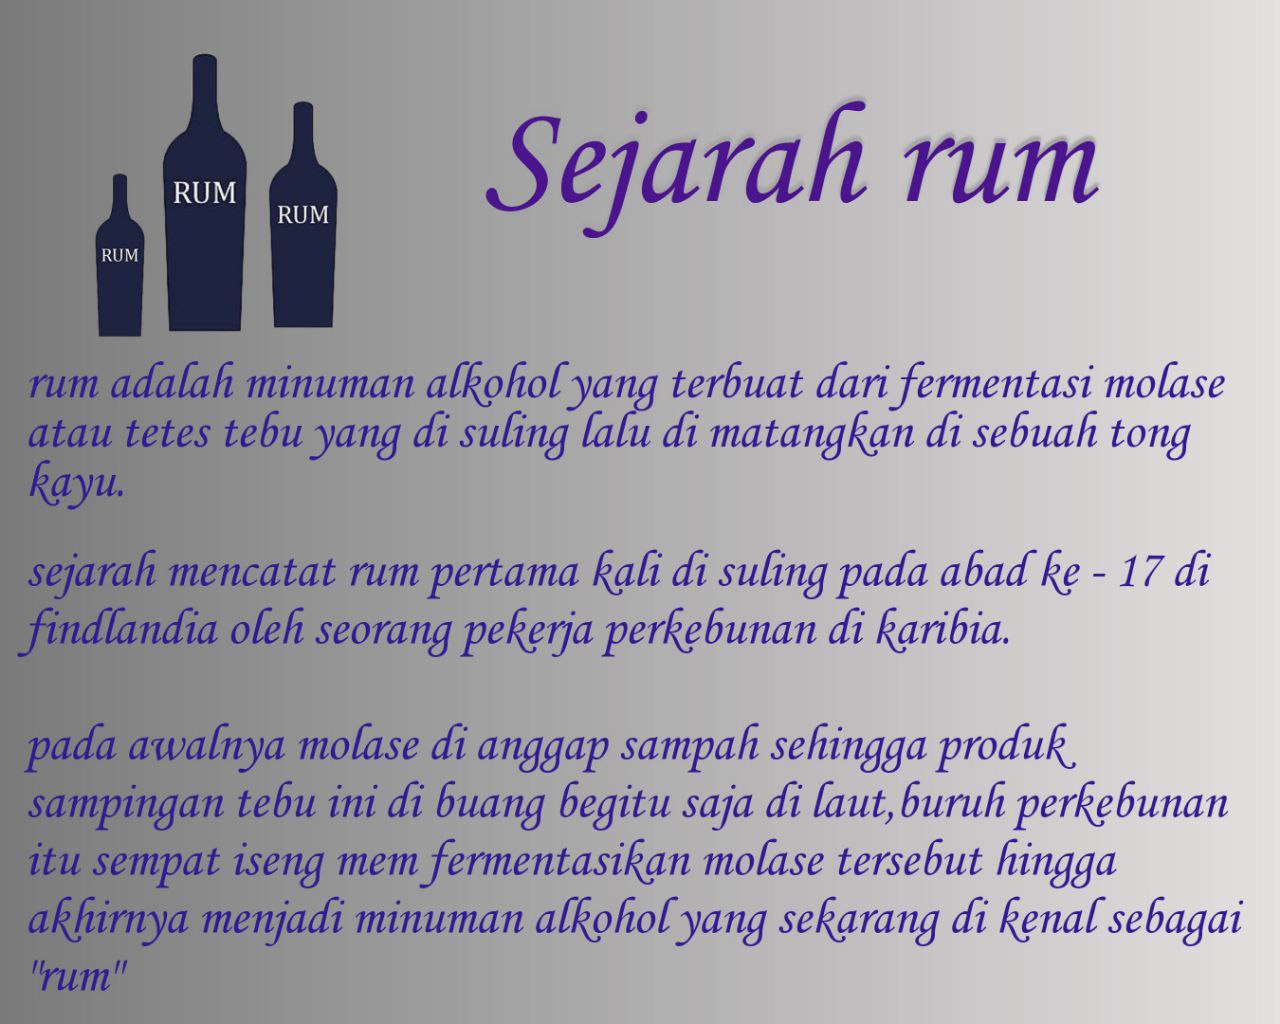 RUM
RUM
RUM
Sejarah rum
rum adalah minuman alkohol yang terbuat dari fermentasi molase
atau tetes tebu yang di suling lalu di matangkan di sebuah tong
kayu.
sejarah mencatat rum pertama kali di suling pada abad ke - 17 di
findlandia oleh seorang pekerja perkebunan di karibia.
pada awalnya molase di anggap sampah sehingga produk
sampingan tebu ini di buang begitu saja di laut,buruh perkebunan
itu sempat iseng mem fermentasikan molase tersebut hingga
akhirnya menjadi minuman alkohol yang sekarang di kenal sebagai
"rum"